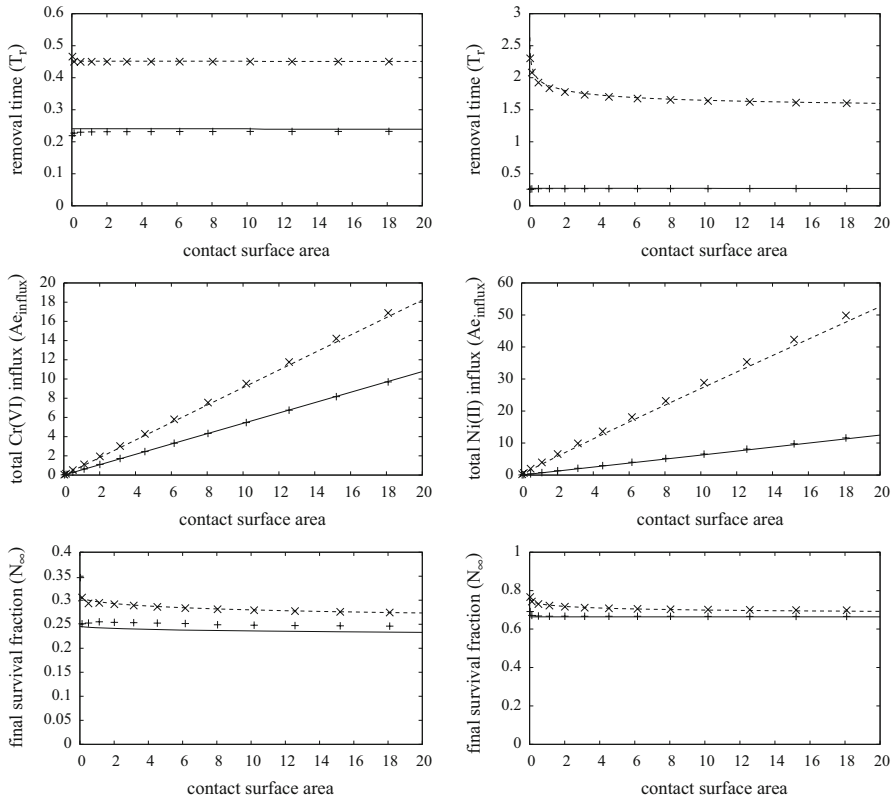 0.6
0.5
0.4
0.3
0.2
0.1
0
removal time (Tr)
0 2 4 6 8 10 12 14 16 18 20
contact surface area
3
2.5
2
1.5
1
0.5
0
removal time (Tr)
0 2 4 6 8 10 12 14 16 18 20
contact surface area
20
18
16
14
12
10
8
6
4
2
0
total Cr(VI) influx (Aeinflux)
0 2 4 6 8 10 12 14 16 18 20
contact surface area
60
50
40
30
20
10
0
total Ni(II) influx (Aeinflux)
0 2 4 6 8 10 12 14 16 18 20
contact surface area
0.4
0.35
0.3
0.25
0.2
0.15
0.1
0.05
0
final survival fraction (N∞)
0 2 4 6 8 10 12 14 16 18 20
contact surface area
1
0.8
0.6
0.4
0.2
0
final survival fraction (N∞)
0 2 4 6 8 10 12 14 16 18 20
contact surface area